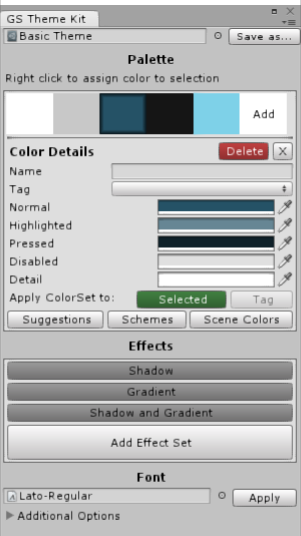 GS Theme Kit
Basic Theme
Save as...
Palette
Right click to assign color to selection
Add
Color Details
Delete
X
Name
Tag
Normal
Highlighted
Pressed
Disabled
Detail
Apply ColorSet to:
Selected
Tag
Suggestions
Schemes
Scene Colors
Effects
Shadow
Gradient
Shadow and Gradient
Add Effect Set
Font
Lato-Regular
Apply
Additional Options